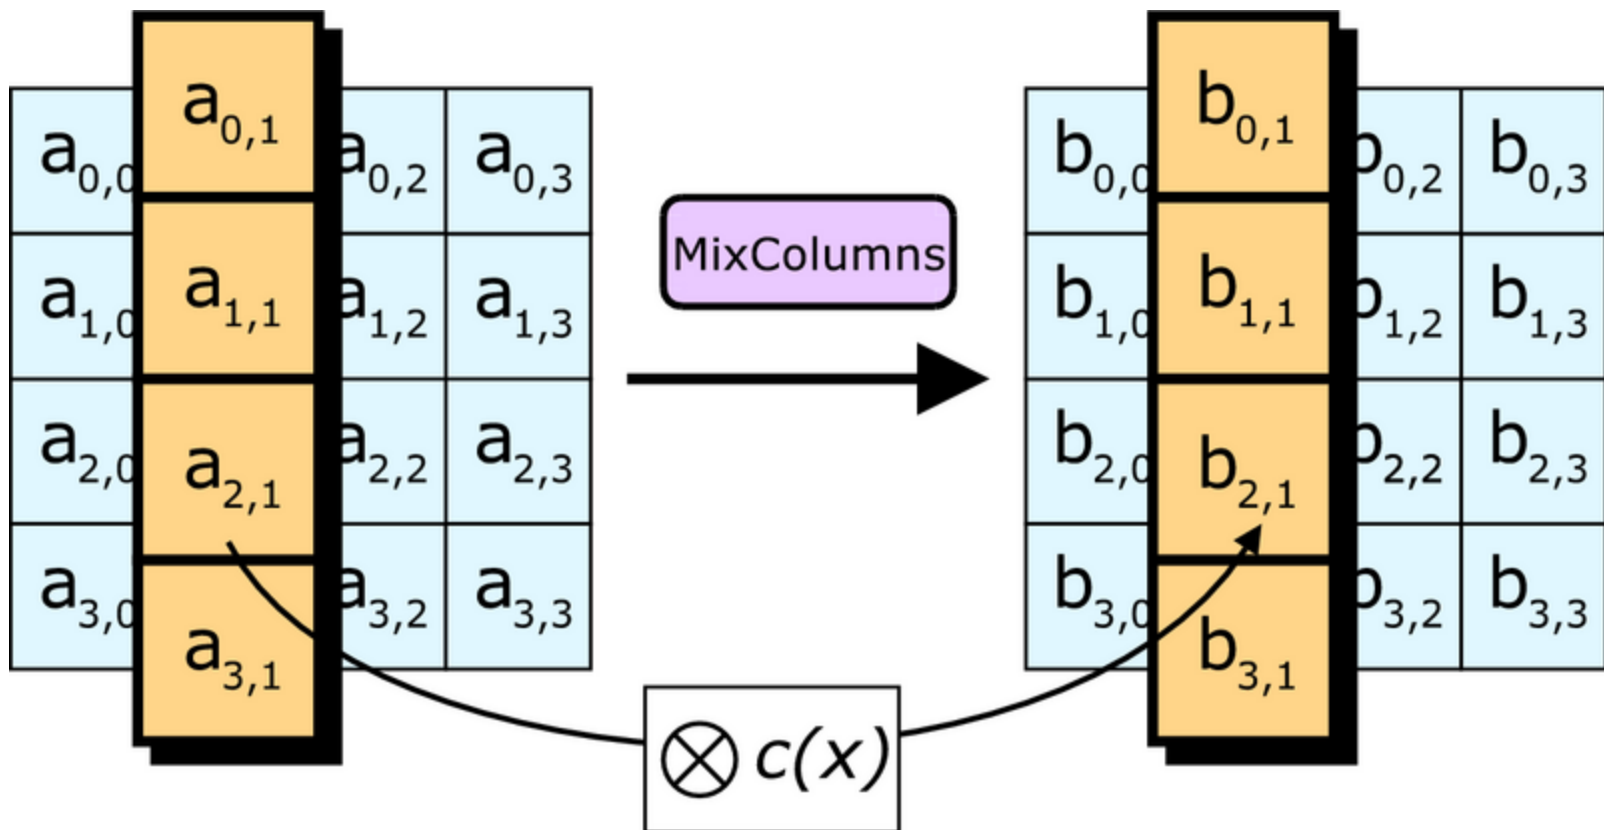 a0,0 a0,1 a0,2 a0,3
a1,0 a1,1 a1,2 a1,3
a2,0 a2,1 a2,2 a2,3
a3,0 a3,1 a3,2 a3,3
MixColumns
b0,0 b0,1 b0,2 b0,3
b1,0 b1,1 b1,2 b1,3
b2,0 b2,1 b2,2 b2,3
b3,0 b3,1 b3,2 b3,3
⊗ c(x)